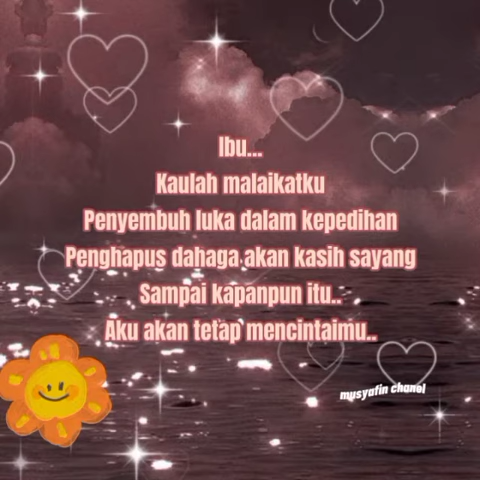 Ibu...
Kaulah malaikatku
Penyembuh luka dalam kepedihan
Penghapus dahaga akan kasih sayang
Sampai kapanpun itu..
Aku akan tetap mencintaimu..
musyafin chanel